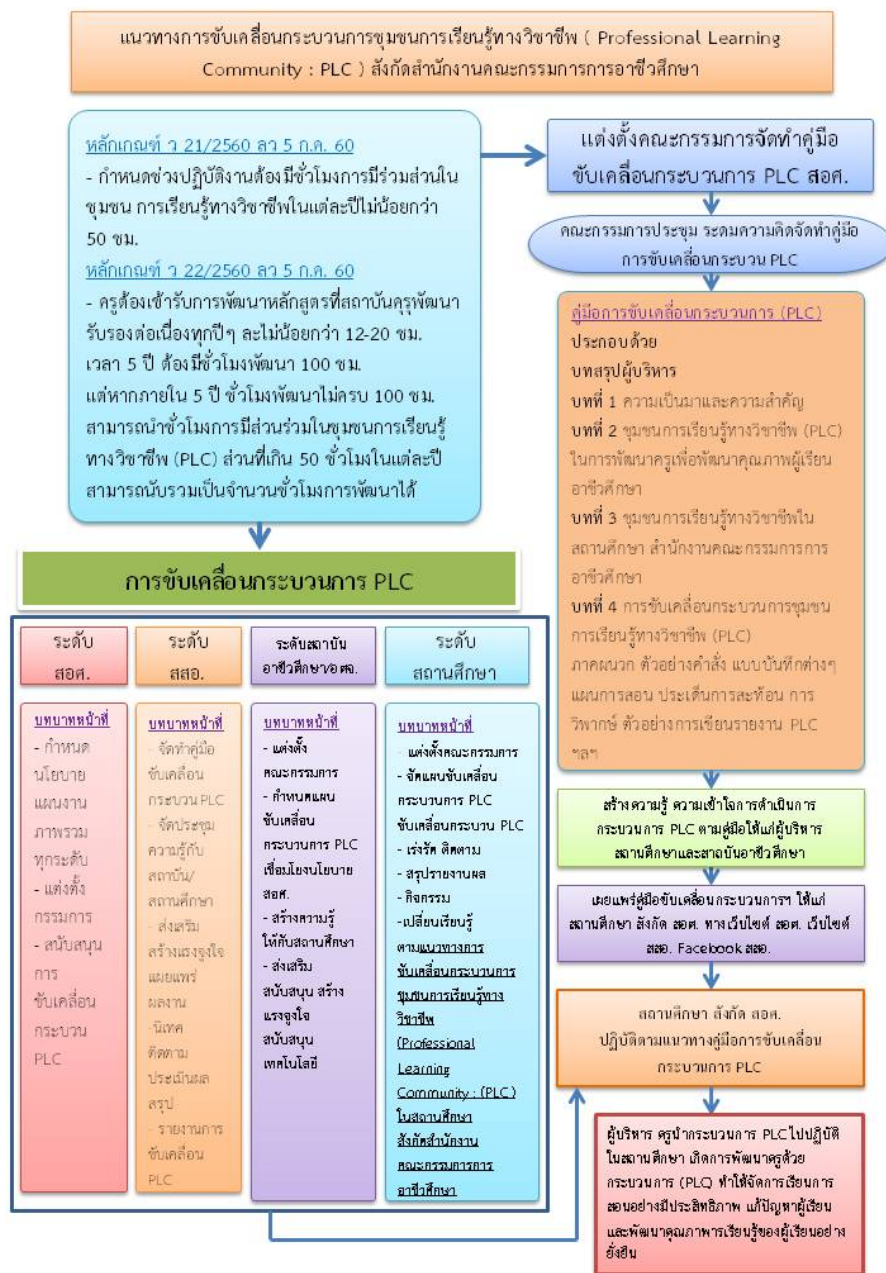 แนวทางการขับเคลื่อนกระบวนการชุมชนการเรียนรู้ทางวิชาชีพ ( Professional Learning
Community : PLC ) สังกัดสำนักงานคณะกรรมการการอาชีวศึกษา
หลักเกณฑ์ ว 21/2560 ลว 5 ก.ค. 60
- กำหนดช่วงปฏิบัติงานต้องมีชั่วโมงการมีร่วมส่วนใน
ชุมชน การเรียนรู้ทางวิชาชีพในแต่ละปีไม่น้อยกว่า
50 ชม.
หลักเกณฑ์ ว 22/2560 ลว 5 ก.ค. 60
- ครูต้องเข้ารับการพัฒนาหลักสูตรที่สถาบันคุรุพัฒนา
รับรองต่อเนื่องทุกปีๆ ละไม่น้อยกว่า 12-20 ชม.
เวลา 5 ปี ต้องมีชั่วโมงพัฒนา 100 ชม.
แต่หากภายใน 5 ปี ชั่วโมงพัฒนาไม่ครบ 100 ชม.
สามารถนำชั่วโมงการมีส่วนร่วมในชุมชนการเรียนรู้
ทางวิชาชีพ (PLC) ส่วนที่เกิน 50 ชั่วโมงในแต่ละปี
สามารถนับรวมเป็นจำนวนชั่วโมงการพัฒนาได้
แต่งตั้งคณะกรรมการจัดทำคู่มือ
ขับเคลื่อนกระบวนการ PLC สอศ.
คณะกรรมการประชุม ระดมความคิดจัดทำคู่มือ
การขับเคลื่อนกระบวน PLC
คู่มือการขับเคลื่อนกระบวนการ (PLC)
ประกอบด้วย
บทสรุปผู้บริหาร
บทที่ 1 ความเป็นมาและความสำคัญ
บทที่ 2 ชุมชนการเรียนรู้ทางวิชาชีพ (PLC)
ในการพัฒนาครูเพื่อพัฒนาคุณภาพผู้เรียน
อาชีวศึกษา
บทที่ 3 ชุมชนการเรียนรู้ทางวิชาชีพใน
สถานศึกษา สำนักงานคณะกรรมการการ
อาชีวศึกษา
บทที่ 4 การขับเคลื่อนกระบวนการชุมชน
การเรียนรู้ทางวิชาชีพ (PLC)
ภาคผนวก ตัวอย่างคำสั่ง แบบบันทึกต่างๆ
แผนการสอน ประเด็นการสะท้อน การ
วิพากษ์ ตัวอย่างการเขียนรายงาน PLC
ฯลฯ
สร้างความรู้ ความเข้าใจการดำเนินการ
กระบวนการ PLC ตามคู่มือให้แก่ผู้บริหาร
สถานศึกษาและสาถบันอาชีวศึกษา
เผยแพร่คู่มือขับเคลื่อนกระบวนการฯ ให้แก่
สถานศึกษา สังกัด สอศ. ทางเว็บไซต์ สอศ. เว็บไซต์
สสอ. Facebook สสอ.
สถานศึกษา สังกัด สอศ.
ปฏิบัติตามแนวทางคู่มือการขับเคลื่อน
กระบวนการ PLC
ผู้บริหาร ครูนำกระบวนการ PLC ไปปฏิบัติ
ในสถานศึกษา เกิดการพัฒนาครูด้วย
กระบวนการ (PLC) ทำให้จัดการเรียนการ
สอนอย่างมีประสิทธิภาพ แก้ปัญหาผู้เรียน
และพัฒนาคุณภาพารเรียนรู้ของผู้เรียนอย่าง
ยั่งยืน
การขับเคลื่อนกระบวนการ PLC
ระดับ
สอศ.
บทบาทหน้าที่
- กำหนด
นโยบาย
แผนงาน
ภาพรวม
ทุกระดับ
- แต่งตั้ง
กรรมการ
- สนับสนุน
การ
ขับเคลื่อน
กระบวน
PLC
ระดับ
สสอ.
บทบาทหน้าที่
- จัดทำคู่มือ
ขับเคลื่อน
กระบวน PLC
- จัดประชุม
ความรู้กับ
สถาบัน/
สถานศึกษา
- ส่งเสริม
สร้างแรงจูงใจ
เผยแพร่
ผลงาน
-นิเทศ
ติดตาม
ประเมินผล
สรุป
- รายงานการ
ขับเคลื่อน
PLC
ระดับสถาบัน
อาชีวศึกษา/อศจ.
บทบาทหน้าที่
- แต่งตั้ง
คณะกรรมการ
- กำหนดแผน
ขับเคลื่อน
กระบวนการ PLC
เชื่อมโยงนโยบาย
สอศ.
- สร้างความรู้
ให้กับสถานศึกษา
- ส่งเสริม
สนับสนุน สร้าง
แรงจูงใจ
สนับสนุน
เทคโนโลยี
ระดับ
สถานศึกษา
บทบาทหน้าที่
- แต่งตั้งคณะกรรมการ
- จัดแผนขับเคลื่อน
กระบวนการ PLC
ขับเคลื่อนกระบวน PLC
- เร่งรัด ติดตาม
- สรุปรายงานผล
- กิจกรรม
-เปลี่ยนเรียนรู้
ตามแนวทางการ
ขับเคลื่อนกระบวนการ
ชุมชนการเรียนรู้ทาง
วิชาชีพ
(Professional
Learning
Community : (PLC)
ในสถานศึกษา
สังกัดสำนักงาน
คณะกรรมการการ
อาชีวศึกษา